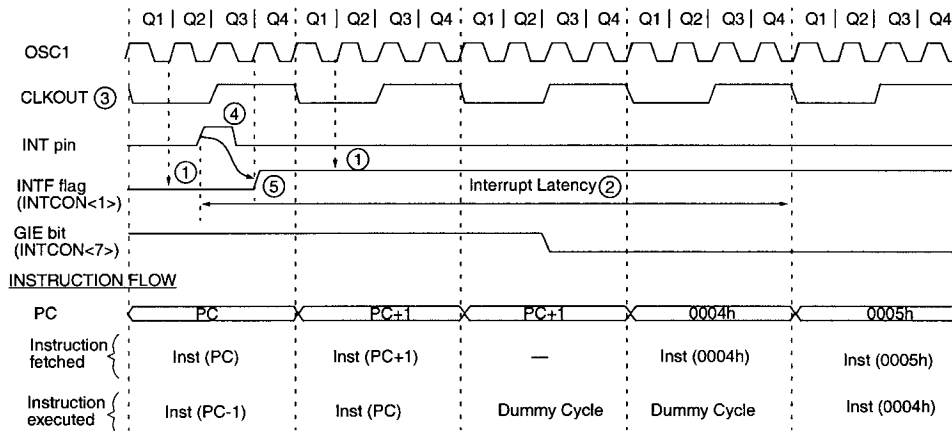 Q1 | Q2 | Q3 | Q4 Q1 | Q2 | Q3 | Q4 Q1 | Q2 | Q3 | Q4 Q1 | Q2 | Q3 | Q4 Q1 | Q2 | Q3 | Q4
OSC1
CLKOUT ③
④
INT pin
① ①
INTF flag
(INTCON<1>)
⑤ Interrupt Latency ②
GIE bit
(INTCON<7>)
INSTRUCTION FLOW
PC PC PC+1 PC+1 0004h 0005h
Instruction
fetched
Inst (PC) Inst (PC+1) — Inst (0004h) Inst (0005h)
Instruction
executed
Inst (PC-1) Inst (PC) Dummy Cycle Dummy Cycle Inst (0004h)